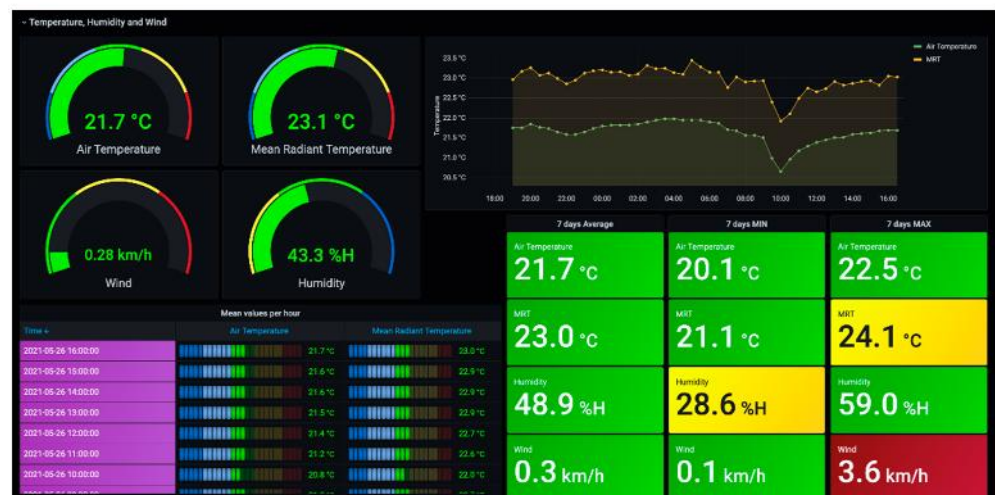 ~ Temperature, Humidity and Wind
21.7 °C
Air Temperature
23.1 °C
Mean Radiant Temperature
0.28 km/h
Wind
43.3 %H
Humidity
Temperature
23.5 °C
23.0 °C
22.5 °C
22.0 °C
21.5 °C
21.0 °C
20.5 °C
18:00 20:00 22:00 00:00 02:00 04:00 06:00 08:00 10:00 12:00 14:00 16:00
Air Temperature
MRT
7 days Average
Air Temperature
21.7 °C
MRT
23.0 °C
Humidity
48.9 %H
Wind
0.3 km/h
7 days MIN
Air Temperature
20.1 °C
MRT
21.1 °C
Humidity
28.6 %H
Wind
0.1 km/h
7 days MAX
Air Temperature
22.5 °C
MRT
24.1 °C
Humidity
59.0 %H
Wind
3.6 km/h
Mean values per hour
Time ↓ Air Temperature Mean Radiant Temperature
2021-05-26 16:00:00 21.7 °C 23.0 °C
2021-05-26 15:00:00 21.6 °C 22.9 °C
2021-05-26 14:00:00 21.6 °C 22.9 °C
2021-05-26 13:00:00 21.5 °C 22.9 °C
2021-05-26 12:00:00 21.4 °C 22.7 °C
2021-05-26 11:00:00 21.2 °C 22.6 °C
2021-05-26 10:00:00 20.8 °C 22.0 °C